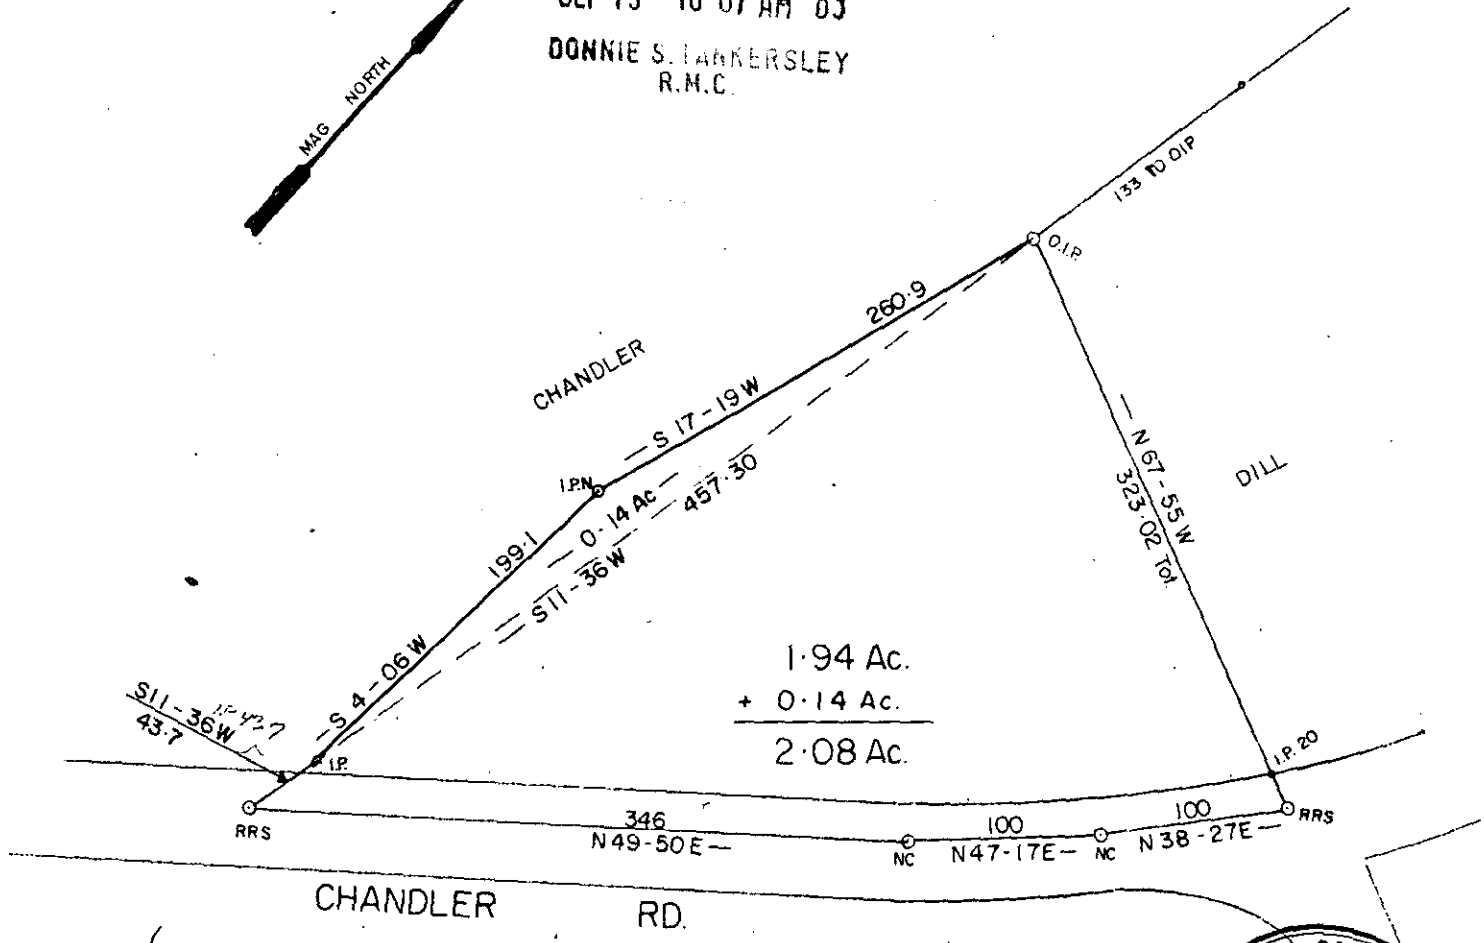 10 07 AM
DONNIE S. TANKERSLEY
R.M.C.
MAG NORTH
133 TO OIP
O.I.P.
260.9
CHANDLER
S 17-19 W
I.P.N
0.14 Ac
457.30
S 11-36 W
199.1
N 67-55 W
323.02 Tot.
DILL
S 4-06 W
1.94 Ac.
+ 0.14 Ac.
2.08 Ac.
S11-36W
43.7
I.P.
I.P. 20
RRS
346
N49-50E
NC
100
N47-17E
NC
100
N38-27E
RRS
CHANDLER RD.